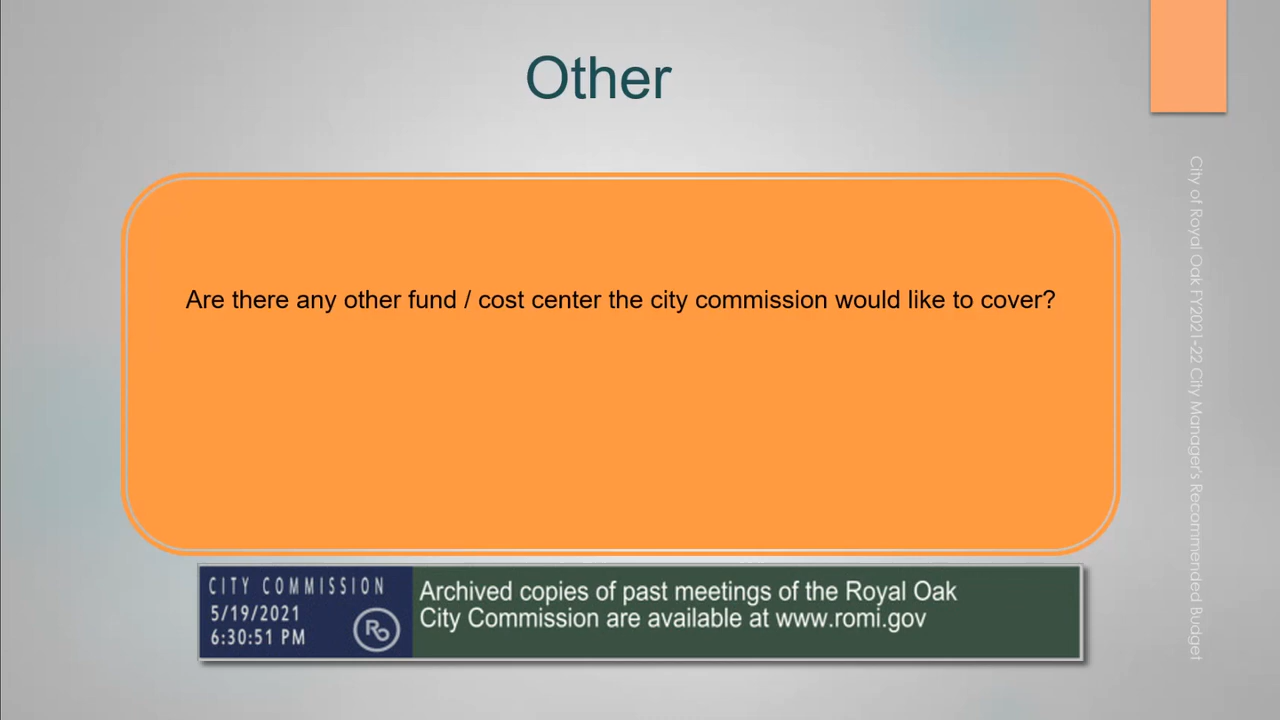 Other
Are there any other fund / cost center the city commission would like to cover?
City of Royal Oak FY2021-22 City Manager's Recommended Budget
CITY COMMISSION
5/19/2021
6:30:51 PM
Ro
Archived copies of past meetings of the Royal Oak
City Commission are available at www.romi.gov